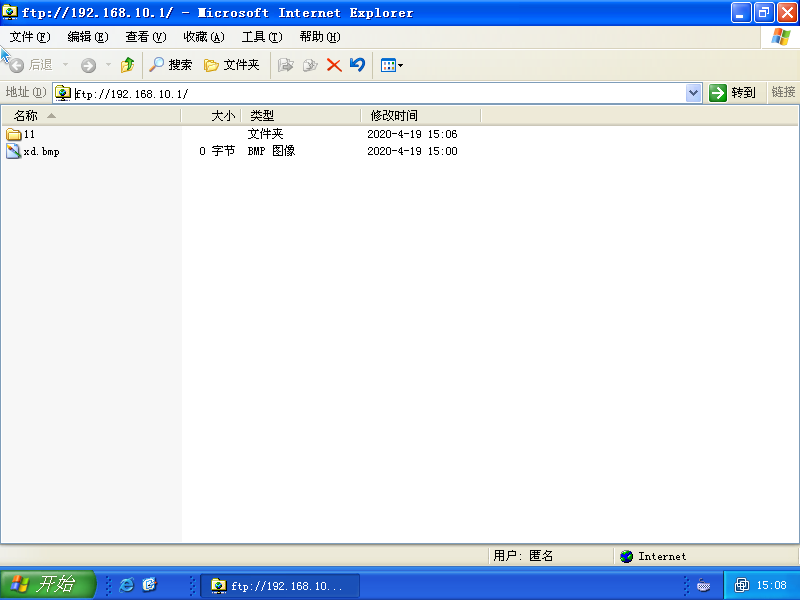 ftp://192.168.10.1/ - Microsoft Internet Explorer
文件(F) 编辑(E) 查看(V) 收藏(A) 工具(T) 帮助(H)
后退 搜索 文件夹
地址(D) ftp://192.168.10.1/ 转到 链接
名称 大小 类型 修改时间
11 文件夹 2020-4-19 15:06
xd.bmp 0 字节 BMP 图像 2020-4-19 15:00
用户: 匿名 Internet
开始 ftp://192.168.10... 15:08